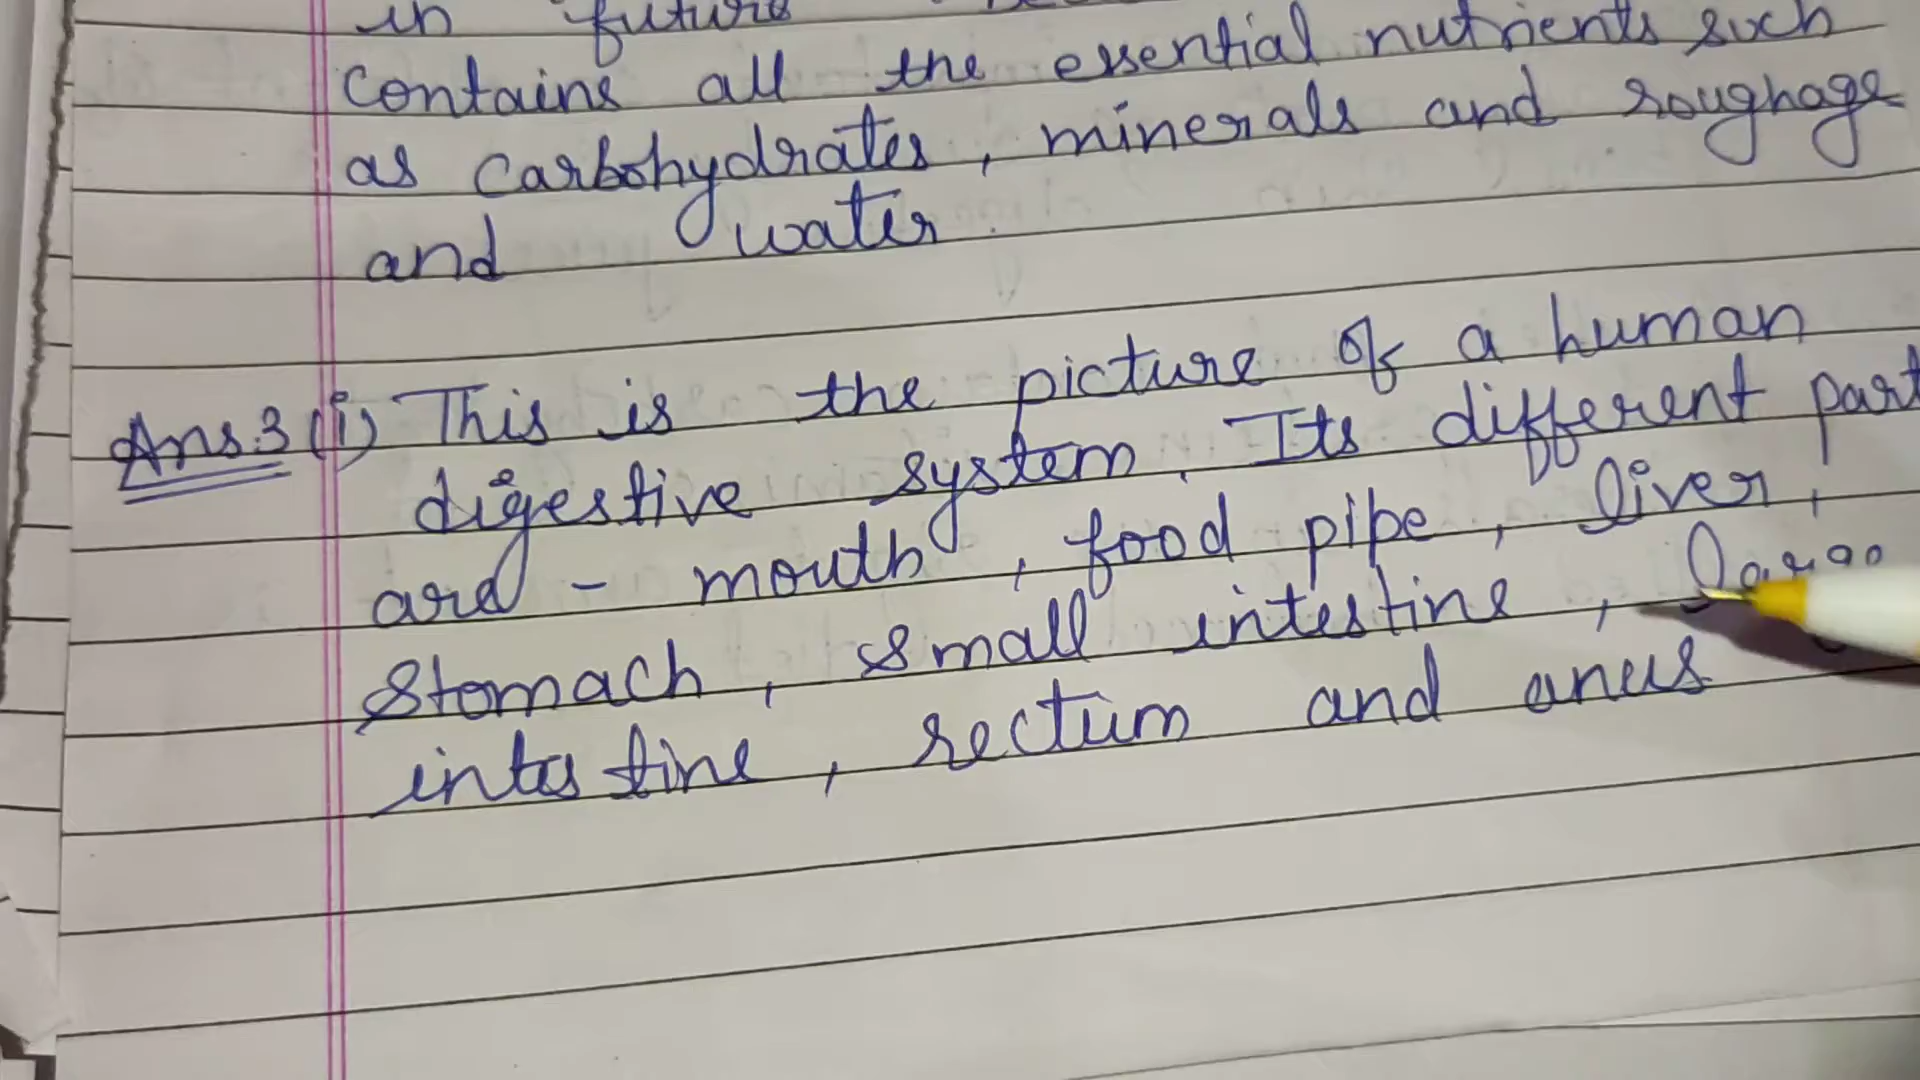 in future
contains all the essential nutrients such
as carbohydrates, minerals and roughage
and water.
Ans.3 (i) This is the picture of a human
digestive system. Its different part
are - mouth, food pipe, liver,
stomach, small intestine, large
intestine, rectum and anus